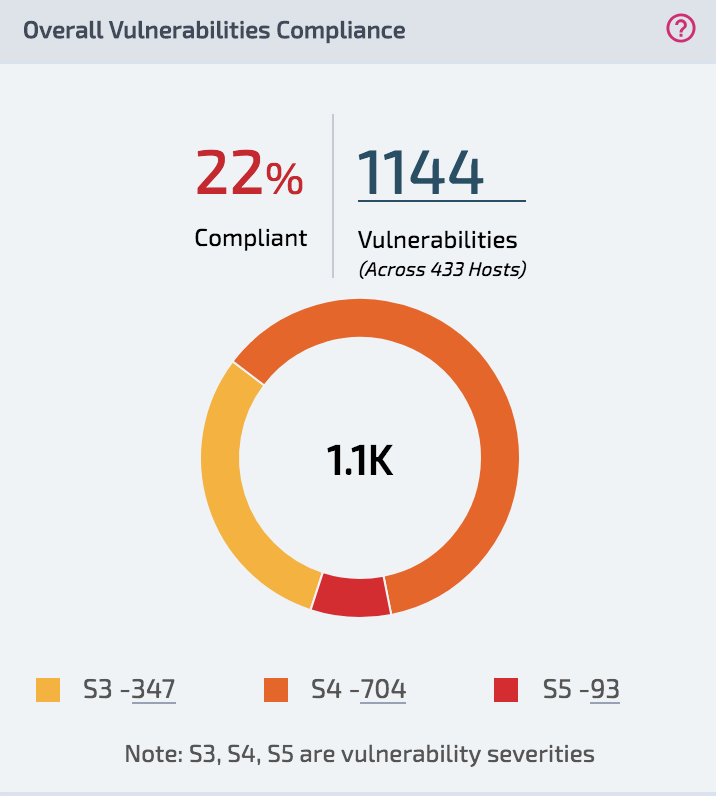 Overall Vulnerabilities Compliance ?
22% 1144
Compliant Vulnerabilities
(Across 433 Hosts)
1.1K
S3 -347 S4 -704 S5 -93
Note: S3, S4, S5 are vulnerability severities